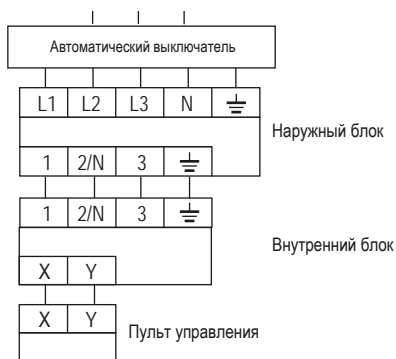 Автоматический выключатель
L1 L2 L3 N
Наружный блок
1 2/N 3
1 2/N 3
Внутренний блок
X Y
X Y
Пульт управления